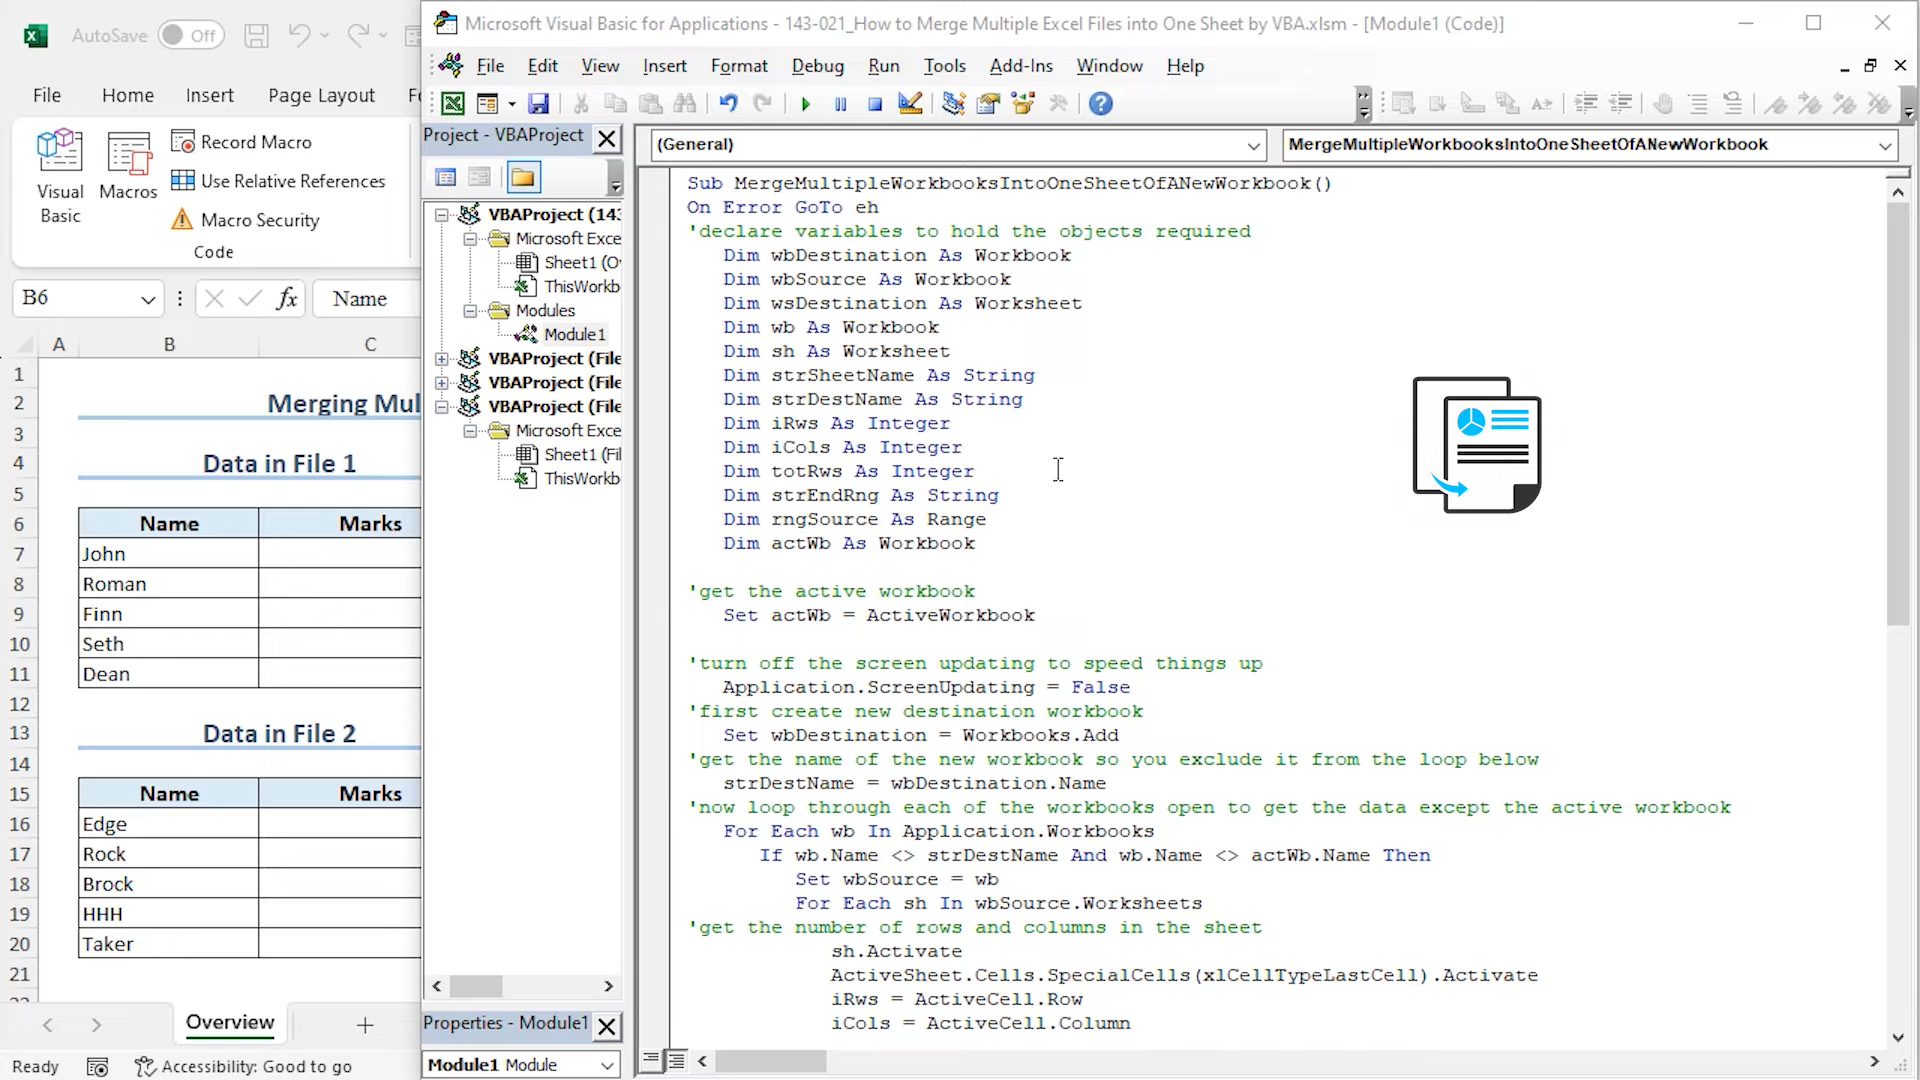 AutoSave Off
File Home Insert Page Layout
Visual Basic
Macros
Record Macro
Use Relative References
Macro Security
Code
B6
fx
Name
A B C
1
2 Merging Mul
3
4 Data in File 1
5
6 Name Marks
7 John
8 Roman
9 Finn
10 Seth
11 Dean
12
13 Data in File 2
14
15 Name Marks
16 Edge
17 Rock
18 Brock
19 HHH
20 Taker
21
Overview
Ready Accessibility: Good to go
Microsoft Visual Basic for Applications - 143-021_How to Merge Multiple Excel Files into One Sheet by VBA.xlsm - [Module1 (Code)]
File Edit View Insert Format Debug Run Tools Add-Ins Window Help
Project - VBAProject
VBAProject (143
Microsoft Exce
Sheet1 (Ov
ThisWorkb
Modules
Module1
VBAProject (File
VBAProject (File
VBAProject (File
Microsoft Exce
Sheet1 (Fil
ThisWorkb
Properties - Module1
Module1 Module
(General)
MergeMultipleWorkbooksIntoOneSheetOfANewWorkbook
Sub MergeMultipleWorkbooksIntoOneSheetOfANewWorkbook()
On Error GoTo eh
'declare variables to hold the objects required
Dim wbDestination As Workbook
Dim wbSource As Workbook
Dim wsDestination As Worksheet
Dim wb As Workbook
Dim sh As Worksheet
Dim strSheetName As String
Dim strDestName As String
Dim iRws As Integer
Dim iCols As Integer
Dim totRws As Integer
Dim strEndRng As String
Dim rngSource As Range
Dim actWb As Workbook
'get the active workbook
Set actWb = ActiveWorkbook
'turn off the screen updating to speed things up
Application.ScreenUpdating = False
'first create new destination workbook
Set wbDestination = Workbooks.Add
'get the name of the new workbook so you exclude it from the loop below
strDestName = wbDestination.Name
'now loop through each of the workbooks open to get the data except the active workbook
For Each wb In Application.Workbooks
If wb.Name <> strDestName And wb.Name <> actWb.Name Then
Set wbSource = wb
For Each sh In wbSource.Worksheets
'get the number of rows and columns in the sheet
sh.Activate
ActiveSheet.Cells.SpecialCells(xlCellTypeLastCell).Activate
iRws = ActiveCell.Row
iCols = ActiveCell.Column